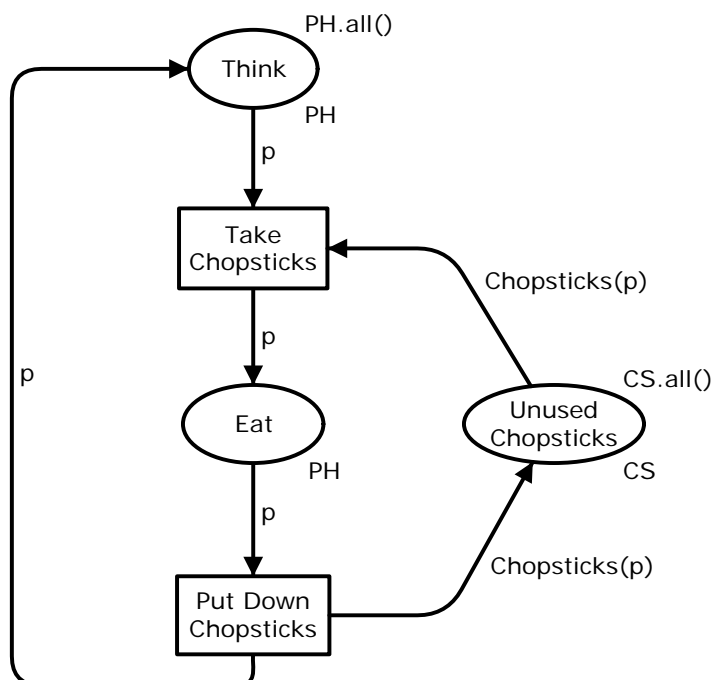 PH.all()
Think
PH
p
Take
Chopsticks
Chopsticks(p)
p
p
CS.all()
Unused
Chopsticks
Eat
CS
PH
p
Chopsticks(p)
Put Down
Chopsticks